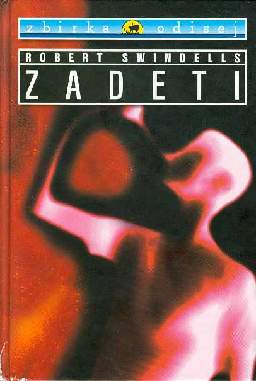 zbirka odisej
ROBERT SWINDELLS
ZADETI